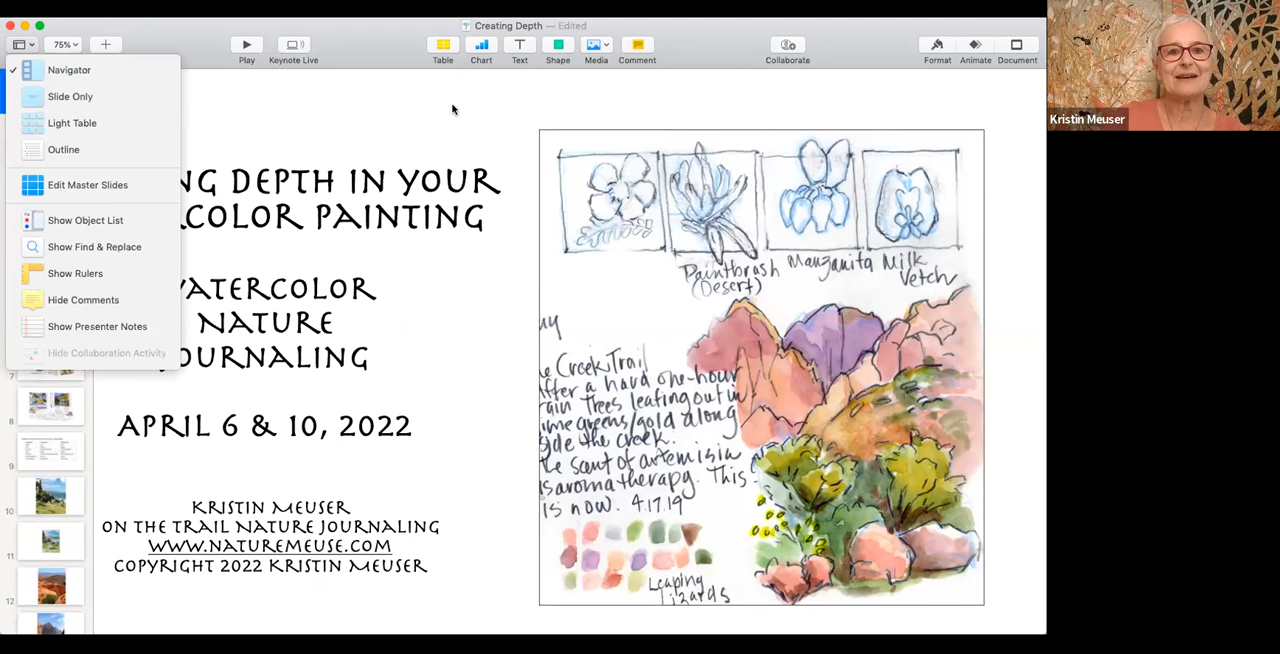 Creating Depth — Edited
75%
Play
Keynote Live
Table
Chart
Text
Shape
Media
Comment
Collaborate
Format
Animate
Document
Kristin Meuser
Navigator
Slide Only
Light Table
Outline
Edit Master Slides
Show Object List
Show Find & Replace
Show Rulers
Hide Comments
Show Presenter Notes
Hide Collaboration Activity
7
8
9
10
11
12
NG DEPTH IN YOUR
RCOLOR PAINTING
WATERCOLOR
NATURE
JOURNALING
APRIL 6 & 10, 2022
KRISTIN MEUSER
ON THE TRAIL NATURE JOURNALING
WWW.NATUREMEUSE.COM
COPYRIGHT 2022 KRISTIN MEUSER
Paintbrush
(Desert)
Manzanita
Milk
Vetch
e Creek Trail
After a hard one-hour
rain Trees leafing out in
lime greens/gold along
side the creek.
the scent of artemisia
is aromatherapy. This
is now. 4.17.19
Leaping
lizards